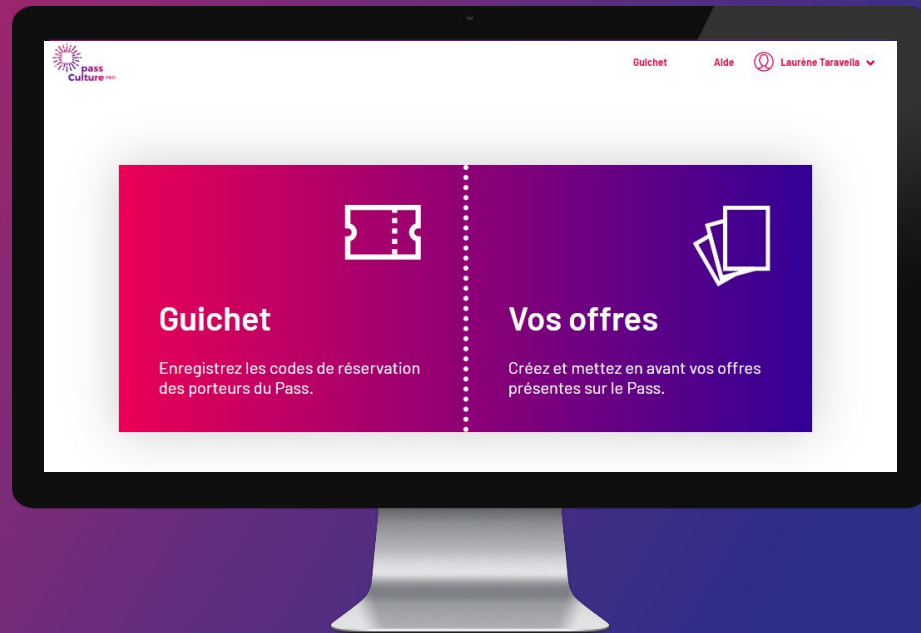 pass
Culture PRO
Guichet
Aide
Laurène Taravella
Guichet
Enregistrez les codes de réservation
des porteurs du Pass.
Vos offres
Créez et mettez en avant vos offres
présentes sur le Pass.